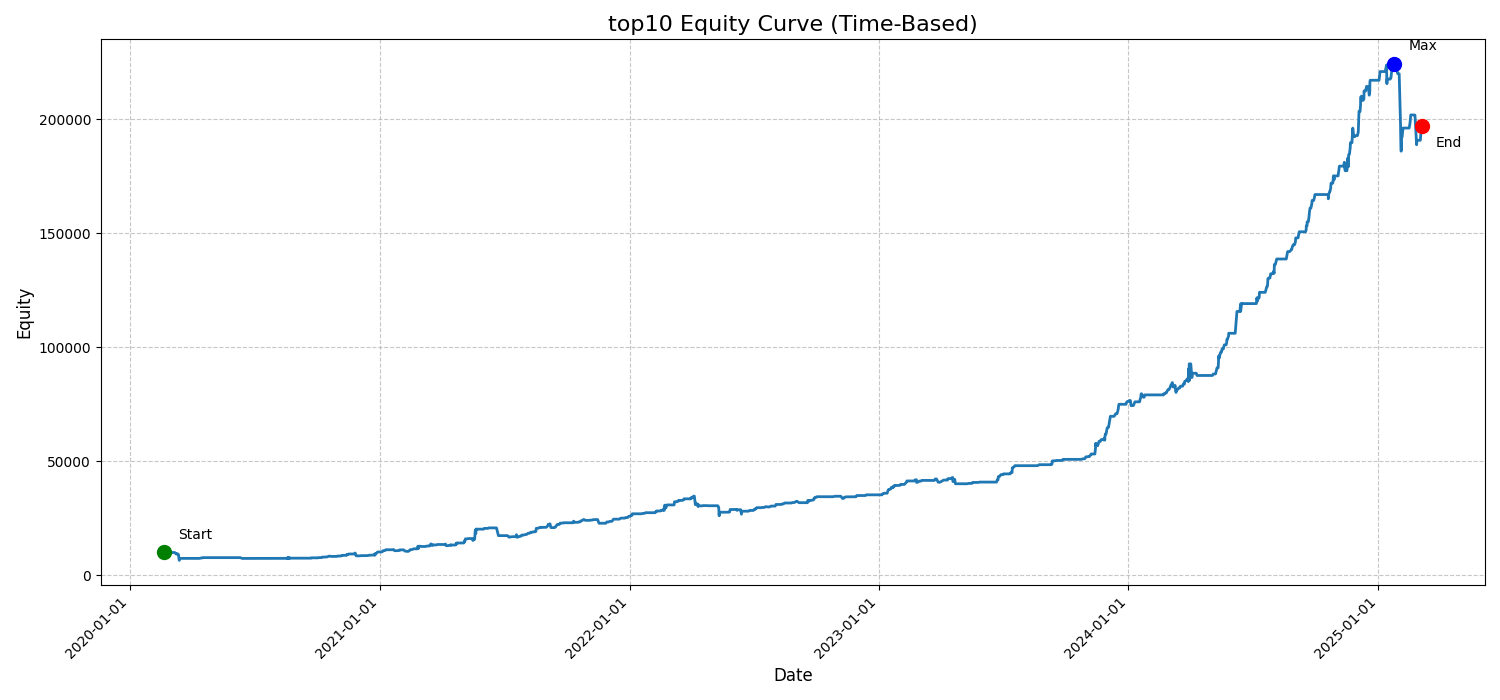 top10 Equity Curve (Time-Based)
Max
200000
End
150000
Equity
100000
50000
Start
0
2020-01-01
2021-01-01
2022-01-01
2023-01-01
2024-01-01
2025-01-01
Date